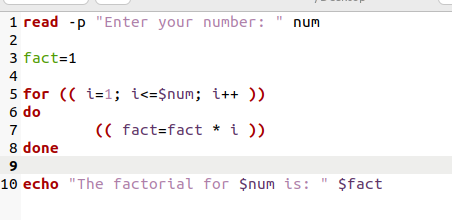 1 read -p "Enter your number: " num
2
3 fact=1
4
5 for (( i=1; i<=$num; i++ ))
6 do
7         (( fact=fact * i ))
8 done
9
10 echo "The factorial for $num is: " $fact